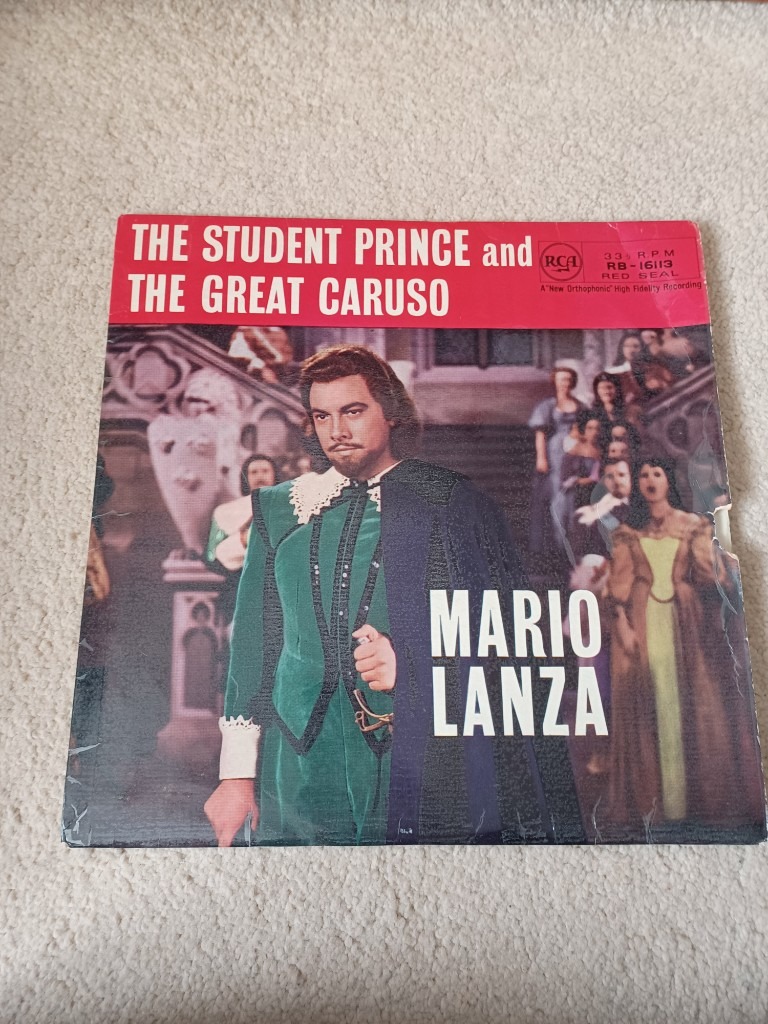 THE STUDENT PRINCE and
THE GREAT CARUSO
RCA
33⅓ R.P.M
RB-16113
RED SEAL
A "New Orthophonic" High Fidelity Recording
MARIO
LANZA